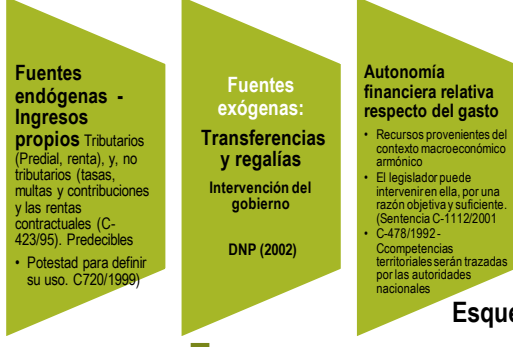 Fuentes
endógenas -
Ingresos
propios Tributarios
(Predial, renta), y, no
tributarios (tasas,
multas y contribuciones
y las rentas
contractuales (C-
423/95). Predecibles
• Potestad para definir
su uso. C720/1999)
Fuentes
exógenas:
Transferencias
y regalías
Intervención del
gobierno
DNP (2002)
Autonomía
financiera relativa
respecto del gasto
• Recursos provenientes del
contexto macroeconómico
armónico
• El legislador puede
intervenir en ella, por una
razón objetiva y suficiente.
(Sentencia C-1112/2001
• C-478/1992-
Ccompetencias
territoriales serán trazadas
por las autoridades
nacionales
Esque